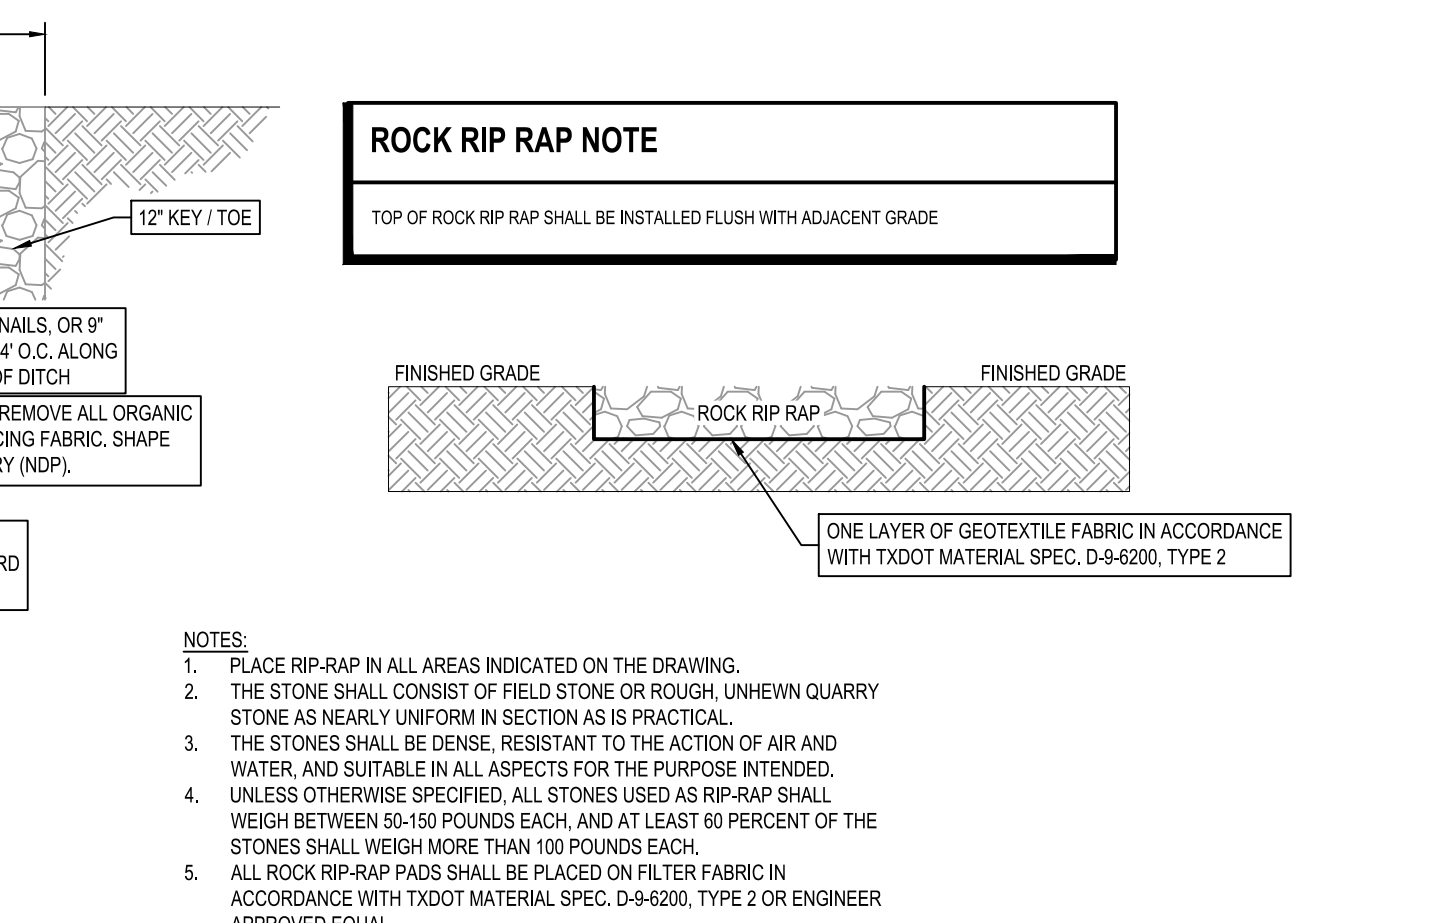 ROCK RIP RAP NOTE
TOP OF ROCK RIP RAP SHALL BE INSTALLED FLUSH WITH ADJACENT GRADE
12" KEY / TOE
NAILS, OR 9"
4' O.C. ALONG
OF DITCH
REMOVE ALL ORGANIC
CING FABRIC. SHAPE
RY (NDP).
RD
FINISHED GRADE
FINISHED GRADE
ROCK RIP RAP
ONE LAYER OF GEOTEXTILE FABRIC IN ACCORDANCE
WITH TXDOT MATERIAL SPEC. D-9-6200, TYPE 2
NOTES:
1. PLACE RIP-RAP IN ALL AREAS INDICATED ON THE DRAWING.
2. THE STONE SHALL CONSIST OF FIELD STONE OR ROUGH, UNHEWN QUARRY
STONE AS NEARLY UNIFORM IN SECTION AS IS PRACTICAL.
3. THE STONES SHALL BE DENSE, RESISTANT TO THE ACTION OF AIR AND
WATER, AND SUITABLE IN ALL ASPECTS FOR THE PURPOSE INTENDED.
4. UNLESS OTHERWISE SPECIFIED, ALL STONES USED AS RIP-RAP SHALL
WEIGH BETWEEN 50-150 POUNDS EACH, AND AT LEAST 60 PERCENT OF THE
STONES SHALL WEIGH MORE THAN 100 POUNDS EACH.
5. ALL ROCK RIP-RAP PADS SHALL BE PLACED ON FILTER FABRIC IN
ACCORDANCE WITH TXDOT MATERIAL SPEC. D-9-6200, TYPE 2 OR ENGINEER
APPROVED EQUAL